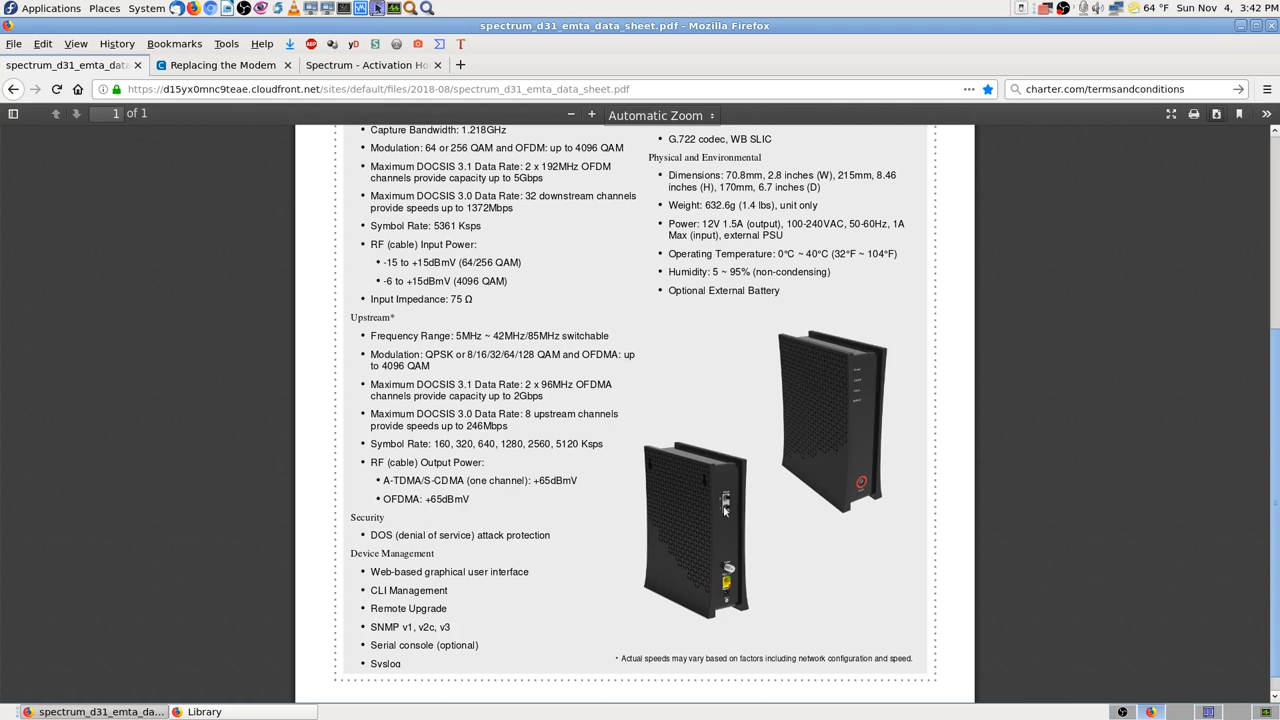 Applications Places System 64 °F Sun Nov 4, 3:42 PM
spectrum_d31_emta_data_sheet.pdf - Mozilla Firefox
File Edit View History Bookmarks Tools Help
spectrum_d31_emta_data Replacing the Modem Spectrum - Activation Ho
https://d15yx0mnc9teae.cloudfront.net/sites/default/files/2018-08/spectrum_d31_emta_data_sheet.pdf charter.com/termsandconditions
1 of 1 Automatic Zoom
• Capture Bandwidth: 1.218GHz
• Modulation: 64 or 256 QAM and OFDM: up to 4096 QAM
• Maximum DOCSIS 3.1 Data Rate: 2 x 192MHz OFDM
channels provide capacity up to 5Gbps
• Maximum DOCSIS 3.0 Data Rate: 32 downstream channels
provide speeds up to 1372Mbps
• Symbol Rate: 5361 Ksps
• RF (cable) Input Power:
• -15 to +15dBmV (64/256 QAM)
• -6 to +15dBmV (4096 QAM)
• Input Impedance: 75 Ω
Upstream*
• Frequency Range: 5MHz ~ 42MHz/85MHz switchable
• Modulation: QPSK or 8/16/32/64/128 QAM and OFDMA: up
to 4096 QAM
• Maximum DOCSIS 3.1 Data Rate: 2 x 96MHz OFDMA
channels provide capacity up to 2Gbps
• Maximum DOCSIS 3.0 Data Rate: 8 upstream channels
provide speeds up to 246Mbps
• Symbol Rate: 160, 320, 640, 1280, 2560, 5120 Ksps
• RF (cable) Output Power:
• A-TDMA/S-CDMA (one channel): +65dBmV
• OFDMA: +65dBmV
Security
• DOS (denial of service) attack protection
Device Management
• Web-based graphical user interface
• CLI Management
• Remote Upgrade
• SNMP v1, v2c, v3
• Serial console (optional)
• Syslog
• G.722 codec, WB SLIC
Physical and Environmental
• Dimensions: 70.8mm, 2.8 inches (W), 215mm, 8.46
inches (H), 170mm, 6.7 inches (D)
• Weight: 632.6g (1.4 lbs), unit only
• Power: 12V 1.5A (output), 100-240VAC, 50-60Hz, 1A
Max (input), external PSU
• Operating Temperature: 0°C ~ 40°C (32°F ~ 104°F)
• Humidity: 5 ~ 95% (non-condensing)
• Optional External Battery
* Actual speeds may vary based on factors including network configuration and speed.
spectrum_d31_emta_da... Library